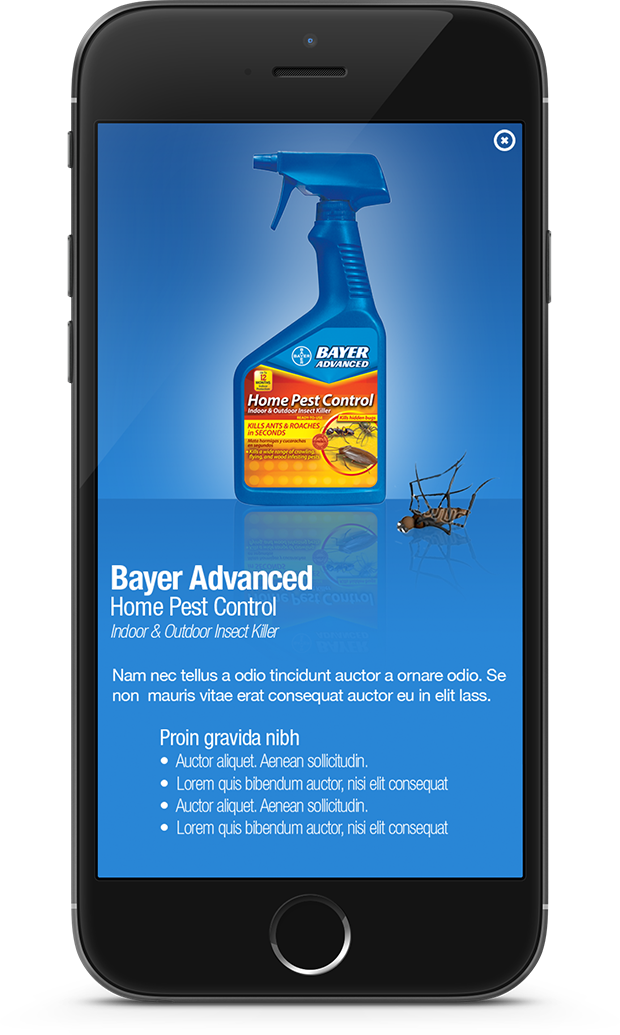 BAYER
BAYER
ADVANCED
Up To
12
MONTHS
Home Pest Control
Indoor & Outdoor Insect Killer
READY-TO-USE
Kills hidden bugs
KILLS ANTS & ROACHES
in SECONDS
Mata hormigas y cucarachas
en segundos
• Kills a wide range of crawling,
flying, and wood infesting pests
Bayer Advanced
Home Pest Control
Indoor & Outdoor Insect Killer
Nam nec tellus a odio tincidunt auctor a ornare odio. Se
non mauris vitae erat consequat auctor eu in elit lass.
Proin gravida nibh
• Auctor aliquet. Aenean sollicitudin.
• Lorem quis bibendum auctor, nisi elit consequat
• Auctor aliquet. Aenean sollicitudin.
• Lorem quis bibendum auctor, nisi elit consequat